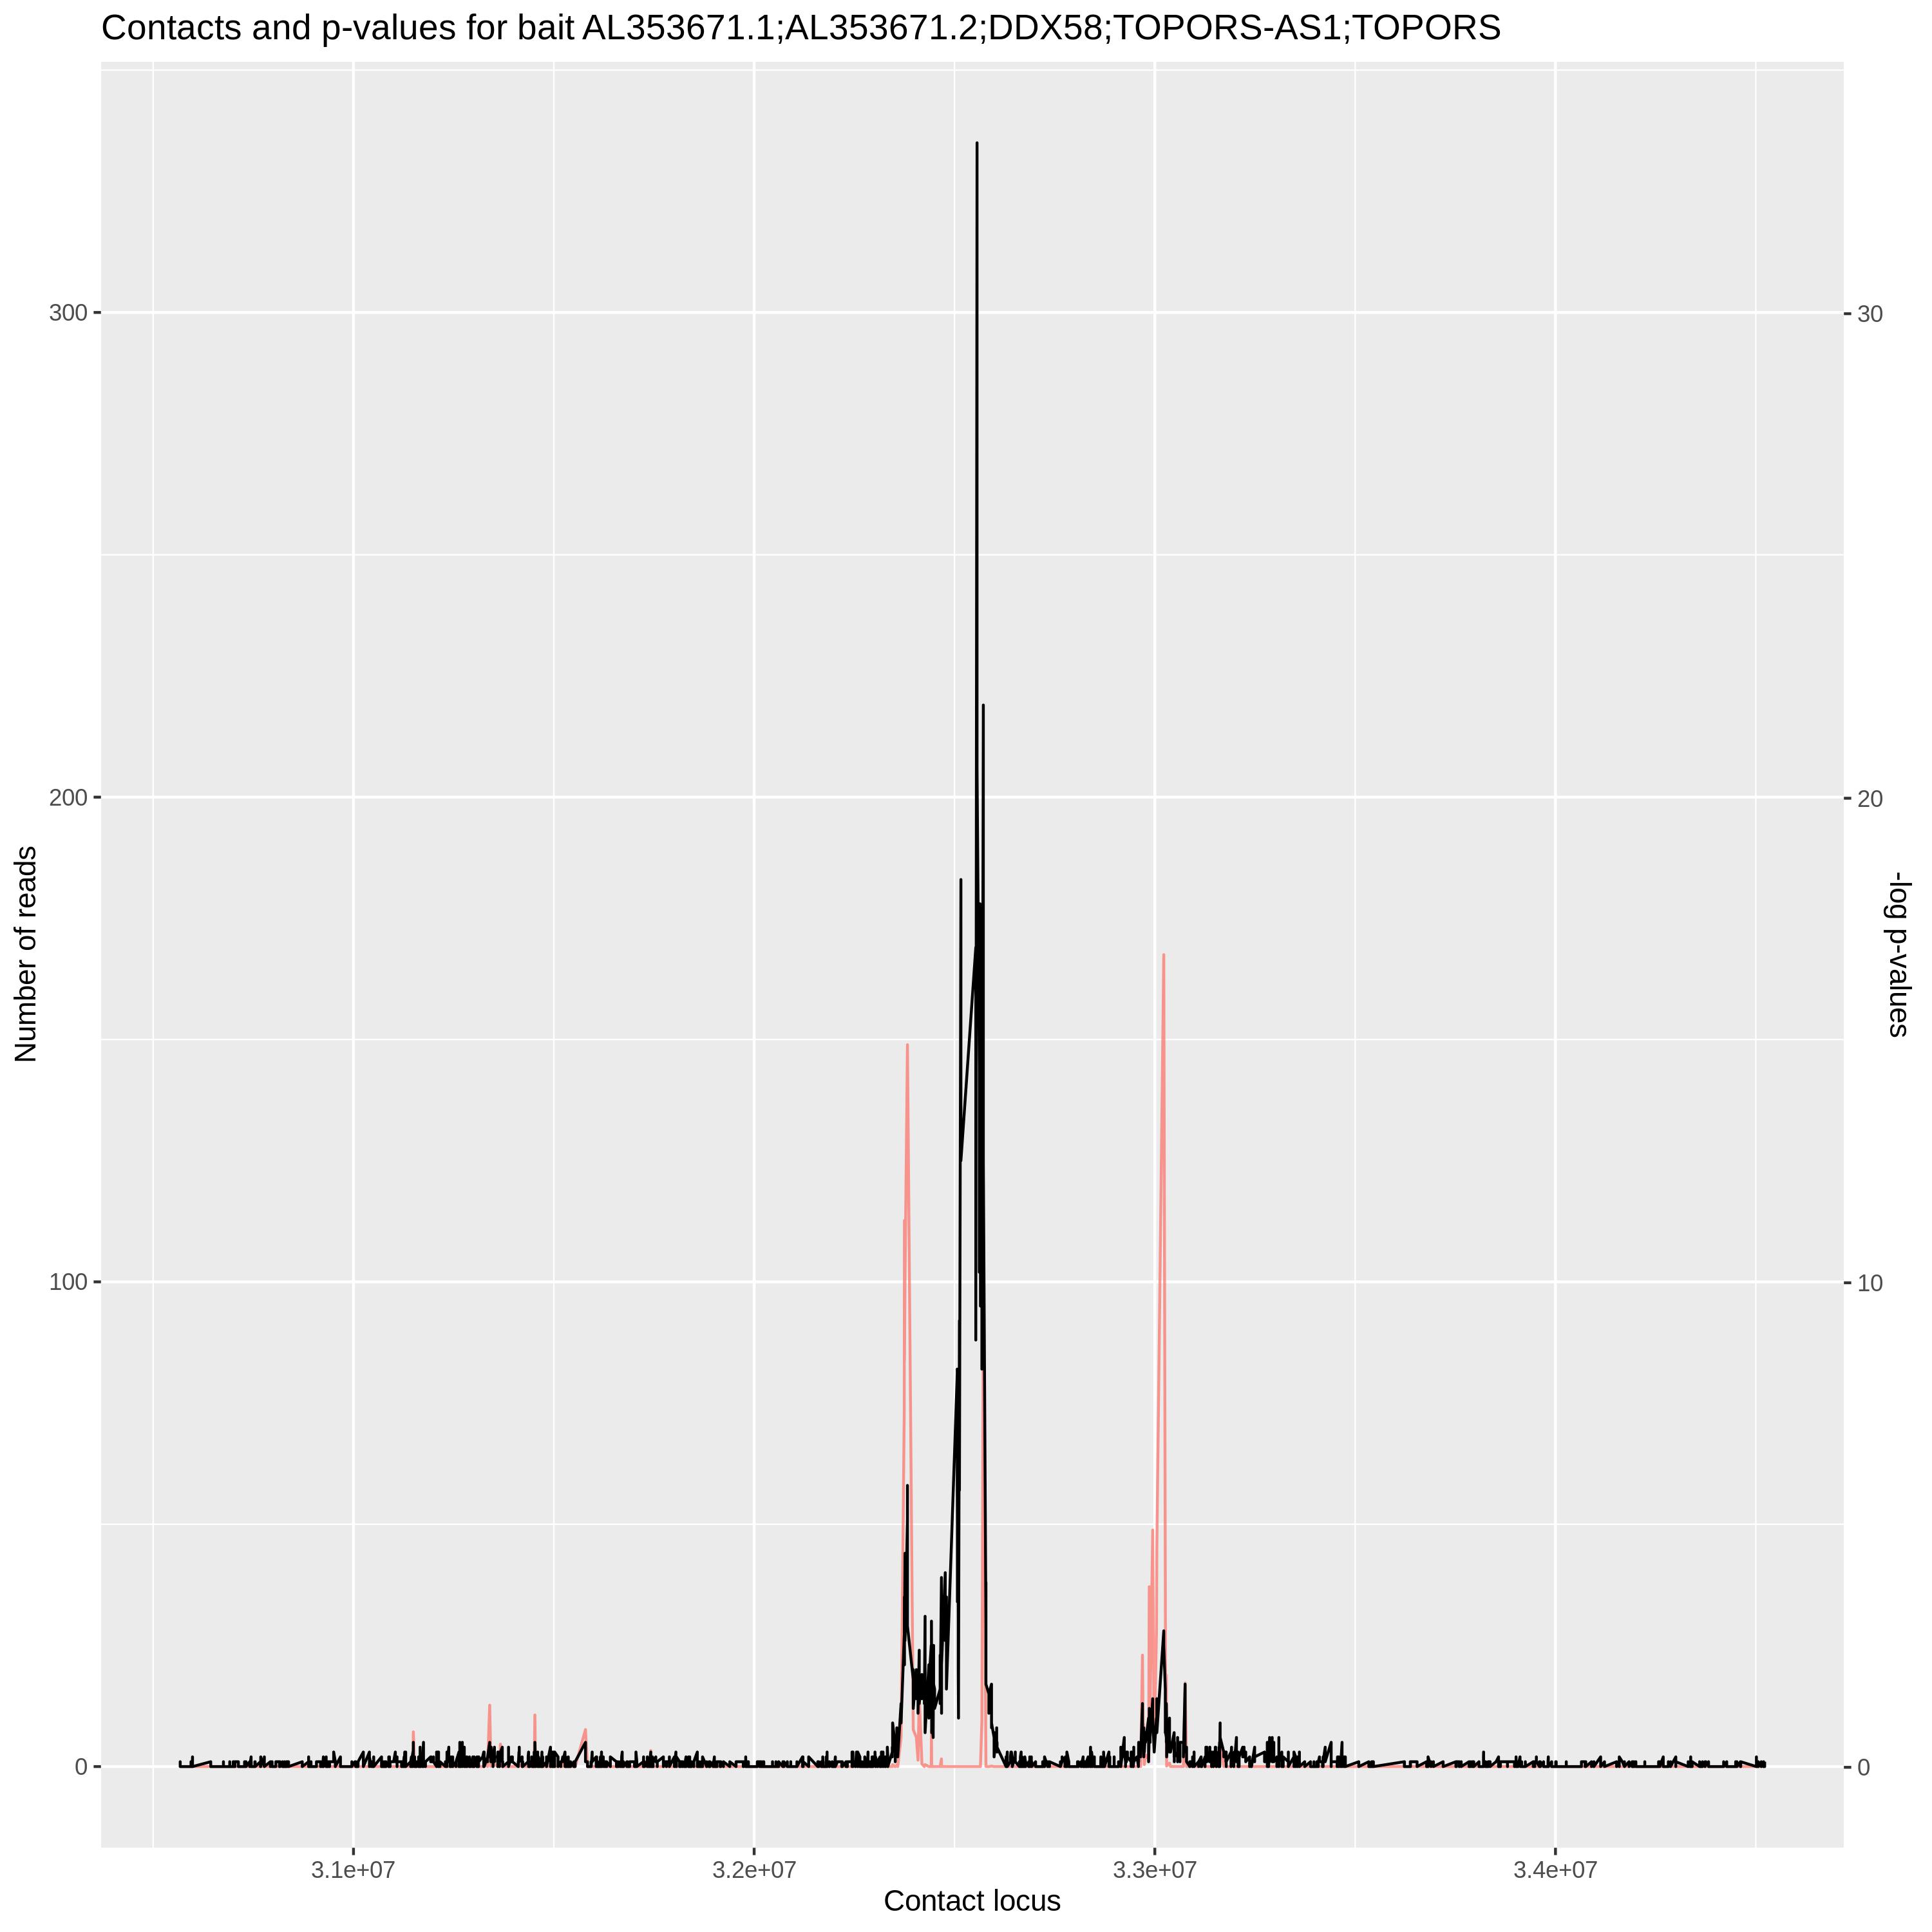 Contacts and p-values for bait AL353671.1;AL353671.2;DDX58;TOPORS-AS1;TOPORS
300
200
100
0
Number of reads
30
20
10
0
-log p-values
3.1e+07
3.2e+07
3.3e+07
3.4e+07
Contact locus